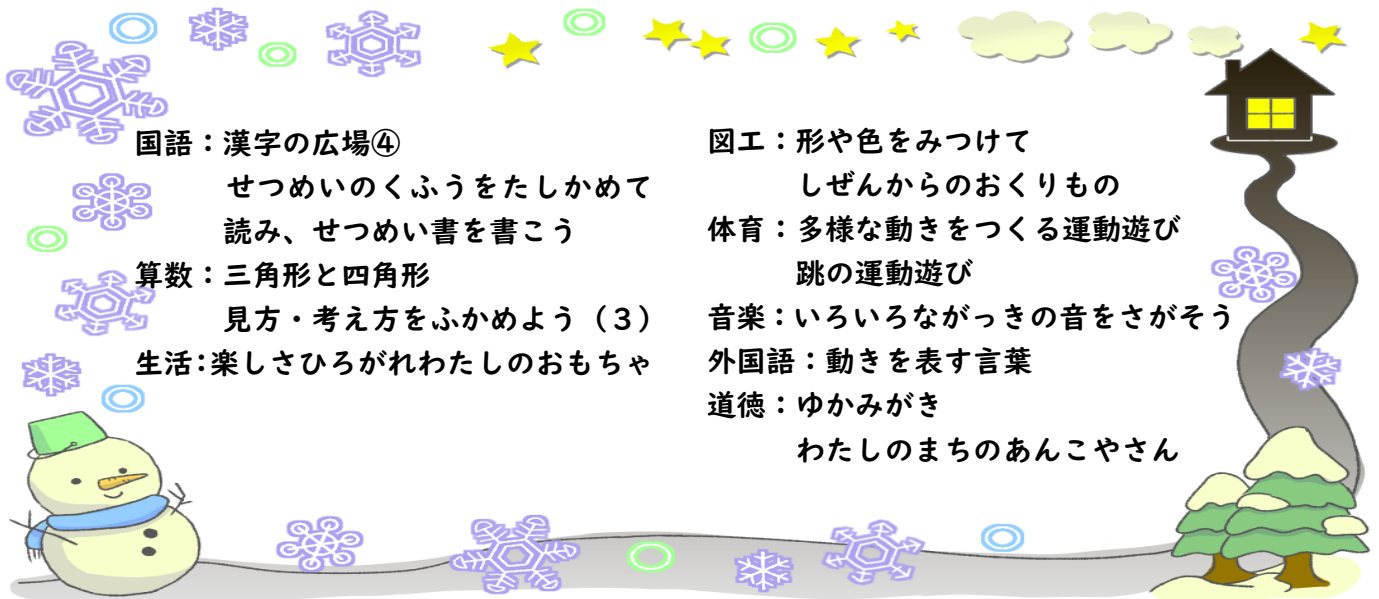 国語：漢字の広場④
せつめいのくふうをたしかめて
読み、せつめい書を書こう
算数：三角形と四角形
見方・考え方をふかめよう（３）
生活：楽しさひろがれわたしのおもちゃ
図工：形や色をみつけて
しぜんからのおくりもの
体育：多様な動きをつくる運動遊び
跳の運動遊び
音楽：いろいろながっきの音をさがそう
外国語：動きを表す言葉
道徳：ゆかみがき
わたしのまちのあんこやさん